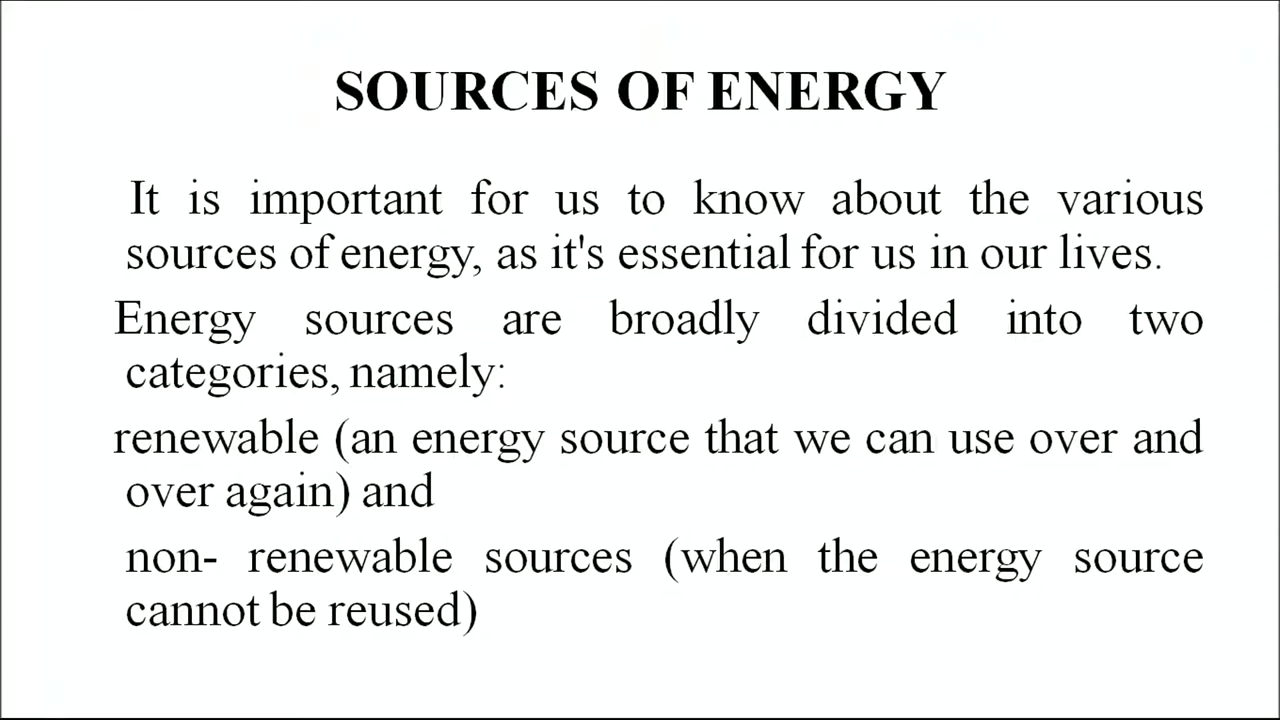 SOURCES OF ENERGY
It is important for us to know about the various
sources of energy, as it's essential for us in our lives.
Energy sources are broadly divided into two
categories, namely:
renewable (an energy source that we can use over and
over again) and
non- renewable sources (when the energy source
cannot be reused)